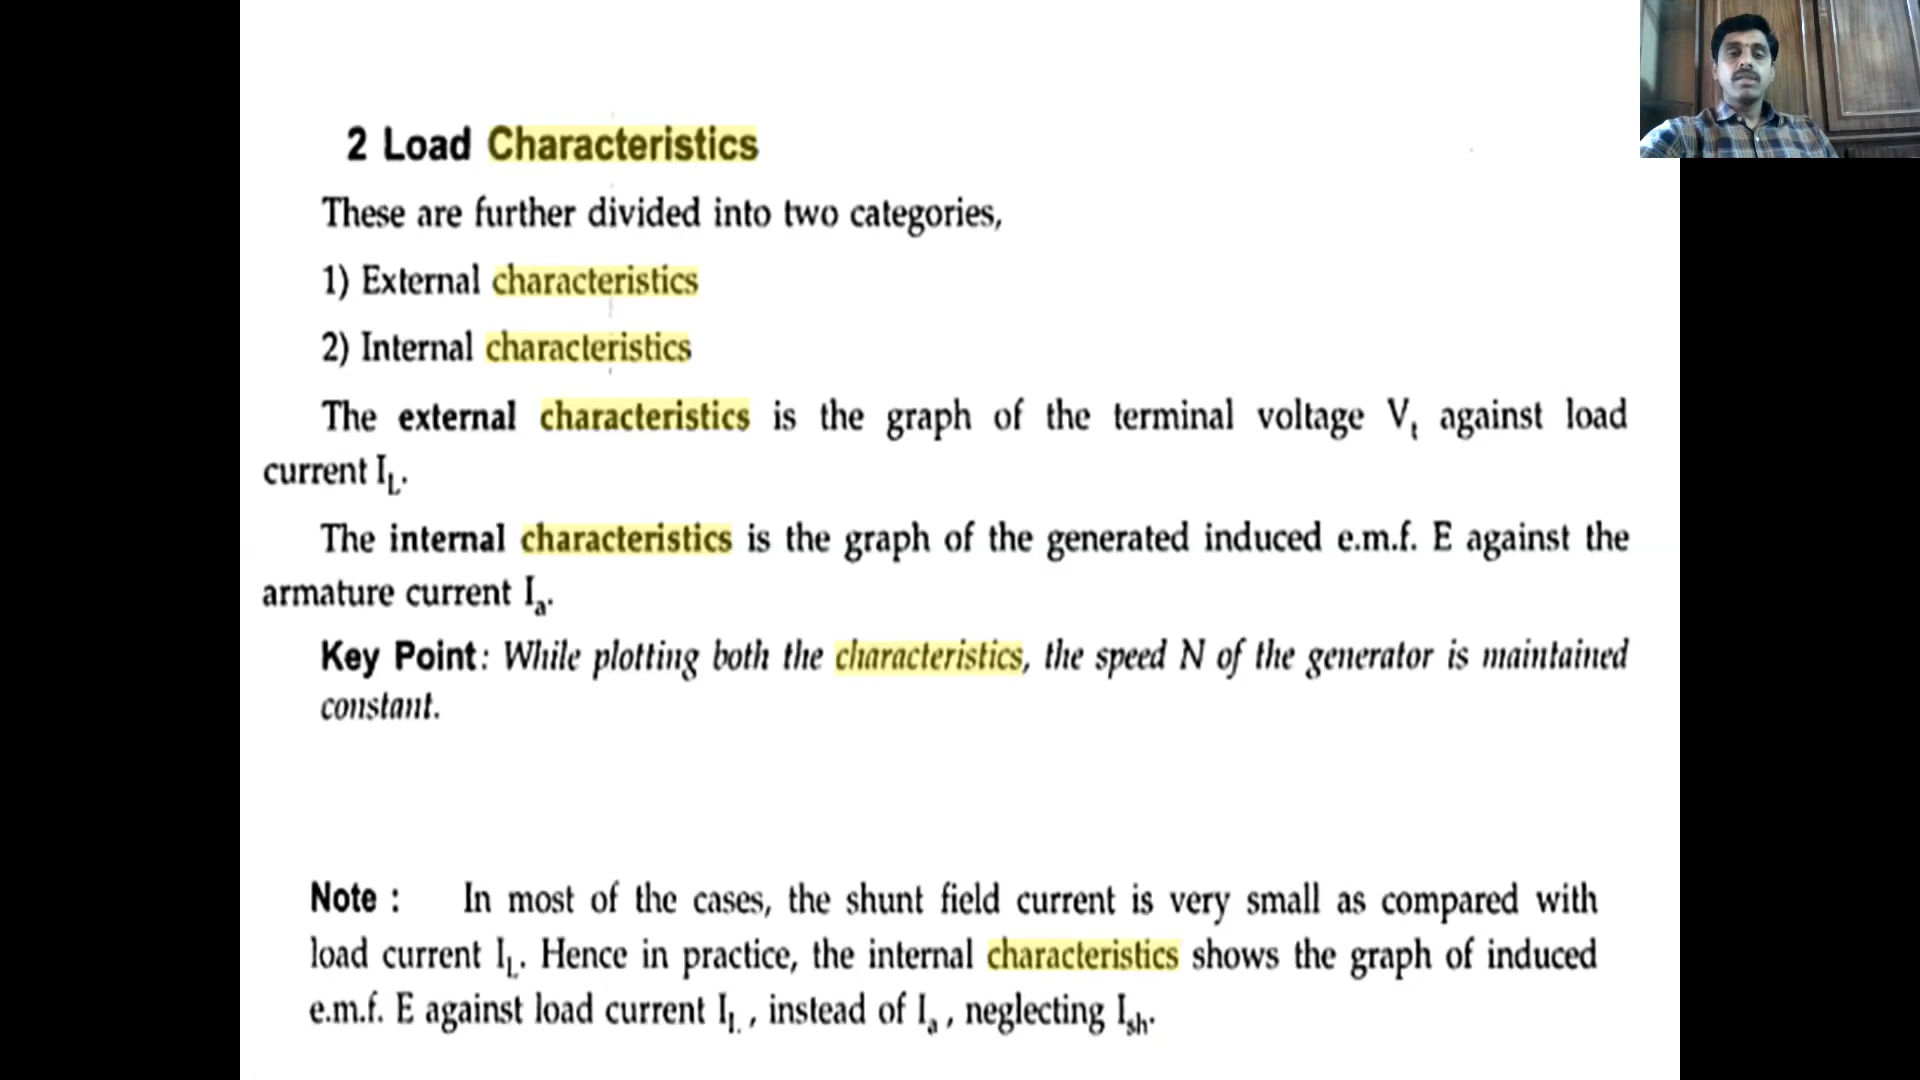 2 Load Characteristics
These are further divided into two categories,
1) External characteristics
2) Internal characteristics
The external characteristics is the graph of the terminal voltage Vt against load
current IL.
The internal characteristics is the graph of the generated induced e.m.f. E against the
armature current Ia.
Key Point : While plotting both the characteristics, the speed N of the generator is maintained
constant.
Note : In most of the cases, the shunt field current is very small as compared with
load current IL. Hence in practice, the internal characteristics shows the graph of induced
e.m.f. E against load current IL , instead of Ia , neglecting Ish.